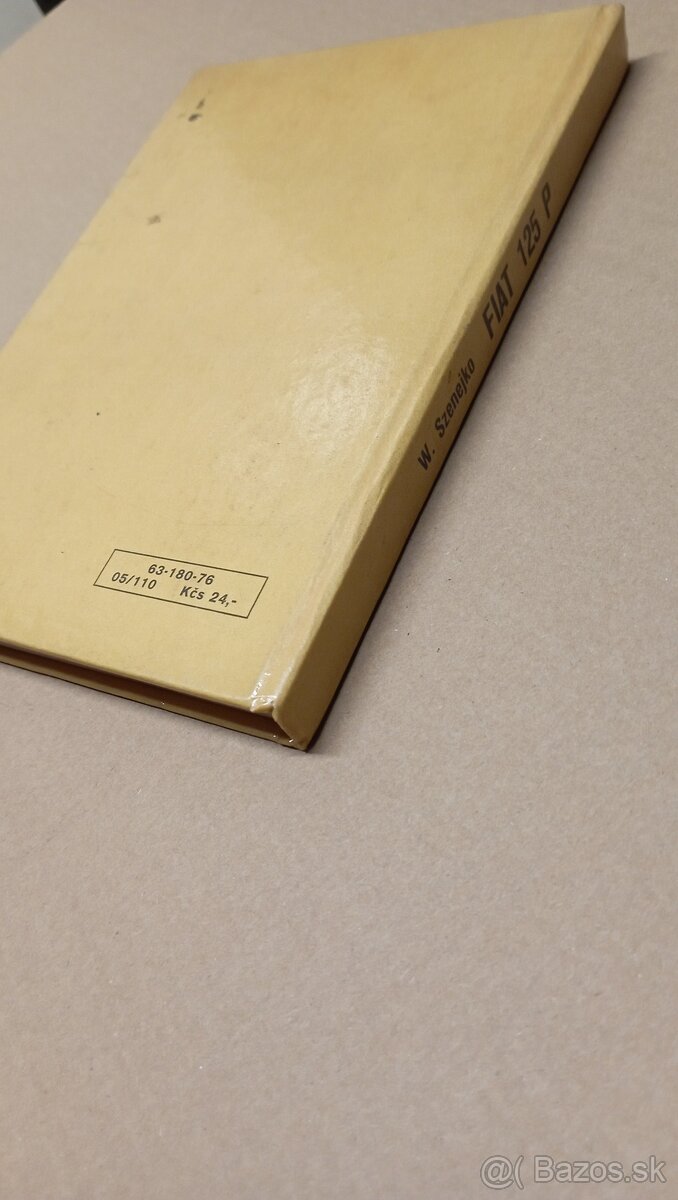 W. Szenejko FIAT 125 P
63-180-76
05/110 Kčs 24,-
@( Bazos.sk